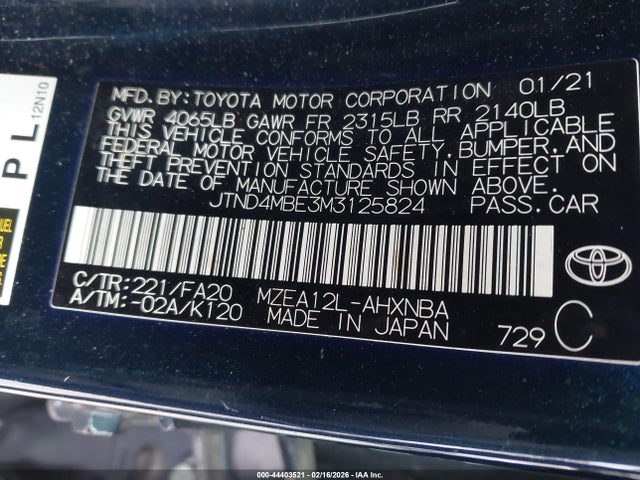 12N10
P L
MFD.BY:TOYOTA MOTOR CORPORATION 01/21
GVWR 4065LB GAWR FR 2315LB RR 2140LB
THIS VEHICLE CONFORMS TO ALL APPLICABLE
FEDERAL MOTOR VEHICLE SAFETY,BUMPER,AND
THEFT PREVENTION STANDARDS IN EFFECT ON
THE DATE OF MANUFACTURE SHOWN ABOVE.
JTND4MBE3M3125824 PASS.CAR
C/TR:221/FA20 MZEA12L-AHXNBA
A/TM:-02A/K120 MADE IN JAPAN
729 C
TOYOTA
000-44403521 - 02/16/2026 - IAA Inc.